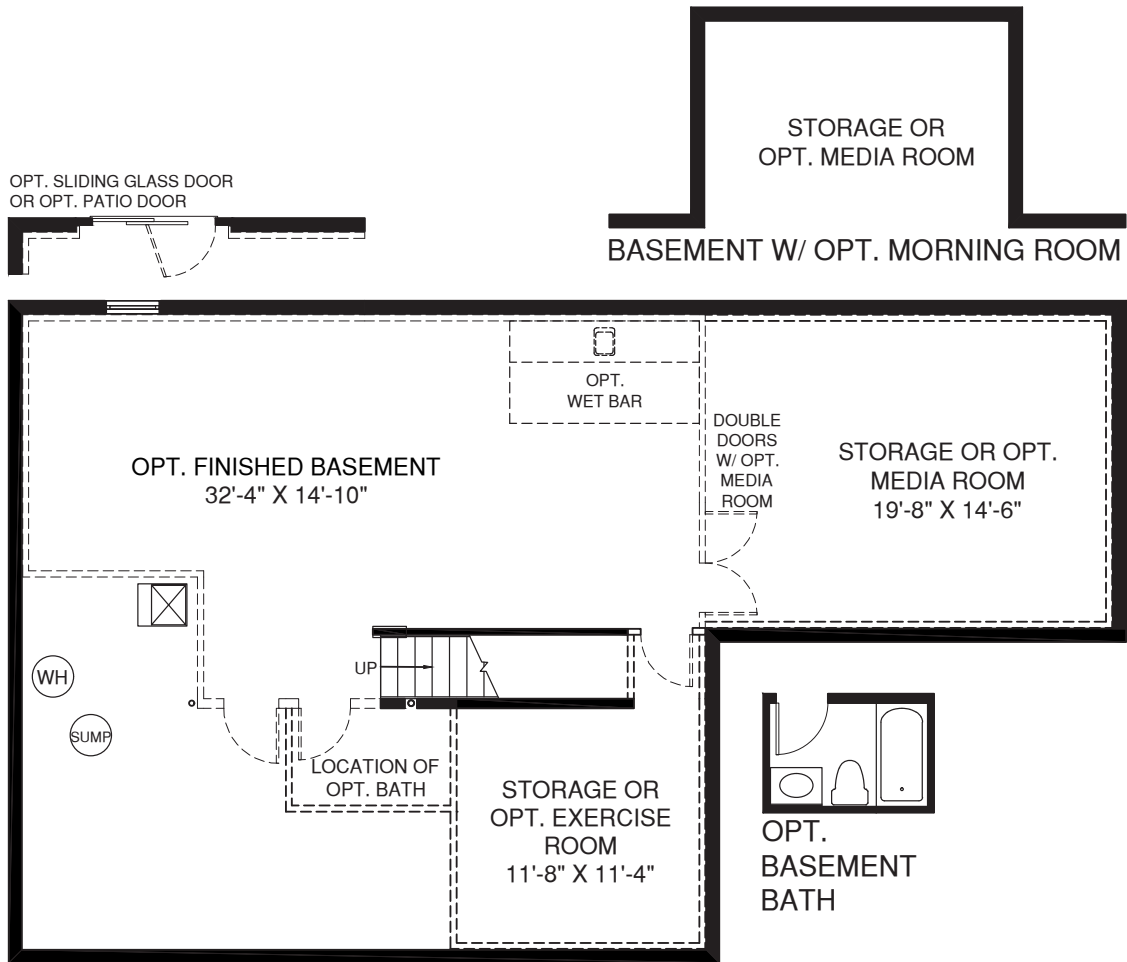 STORAGE OR
OPT. MEDIA ROOM
OPT. SLIDING GLASS DOOR
OR OPT. PATIO DOOR
BASEMENT W/ OPT. MORNING ROOM
OPT.
WET BAR
DOUBLE
DOORS
W/ OPT.
MEDIA
ROOM
STORAGE OR OPT.
MEDIA ROOM
19'-8" X 14'-6"
OPT. FINISHED BASEMENT
32'-4" X 14'-10"
UP
WH
SUMP
LOCATION OF
OPT. BATH
STORAGE OR
OPT. EXERCISE
ROOM
11'-8" X 11'-4"
OPT.
BASEMENT
BATH